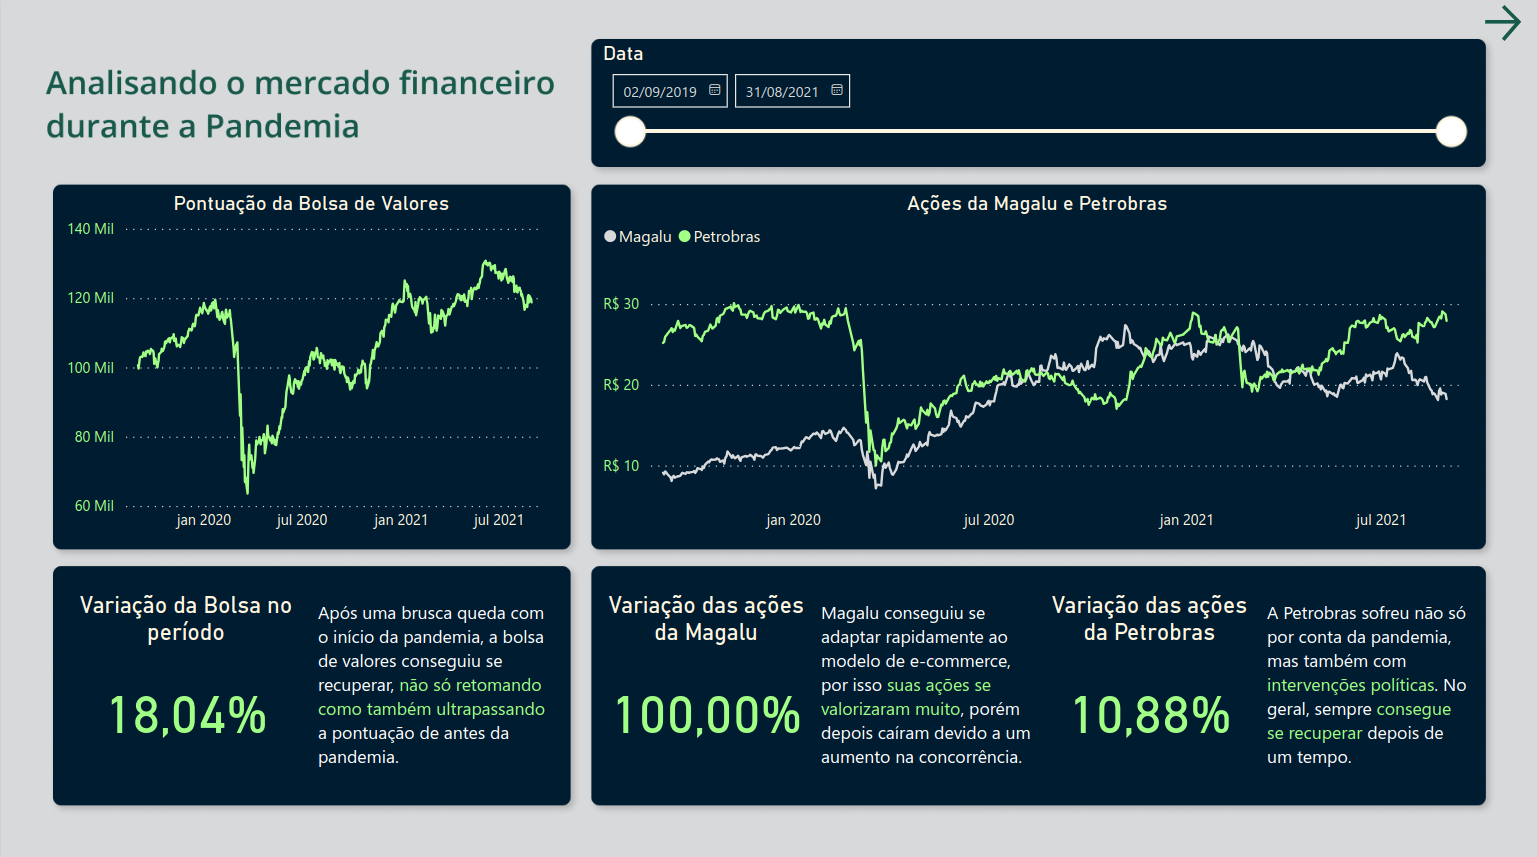 Analisando o mercado financeiro
durante a Pandemia
Data
02/09/2019
31/08/2021
Pontuação da Bolsa de Valores
140 Mil
120 Mil
100 Mil
80 Mil
60 Mil
jan 2020
jul 2020
jan 2021
jul 2021
Ações da Magalu e Petrobras
Magalu
Petrobras
R$ 30
R$ 20
R$ 10
jan 2020
jul 2020
jan 2021
jul 2021
Variação da Bolsa no
período
18,04%
Após uma brusca queda com
o início da pandemia, a bolsa
de valores conseguiu se
recuperar, não só retomando
como também ultrapassando
a pontuação de antes da
pandemia.
Variação das ações
da Magalu
100,00%
Magalu conseguiu se
adaptar rapidamente ao
modelo de e-commerce,
por isso suas ações se
valorizaram muito, porém
depois caíram devido a um
aumento na concorrência.
Variação das ações
da Petrobras
10,88%
A Petrobras sofreu não só
por conta da pandemia,
mas também com
intervenções políticas. No
geral, sempre consegue
se recuperar depois de
um tempo.